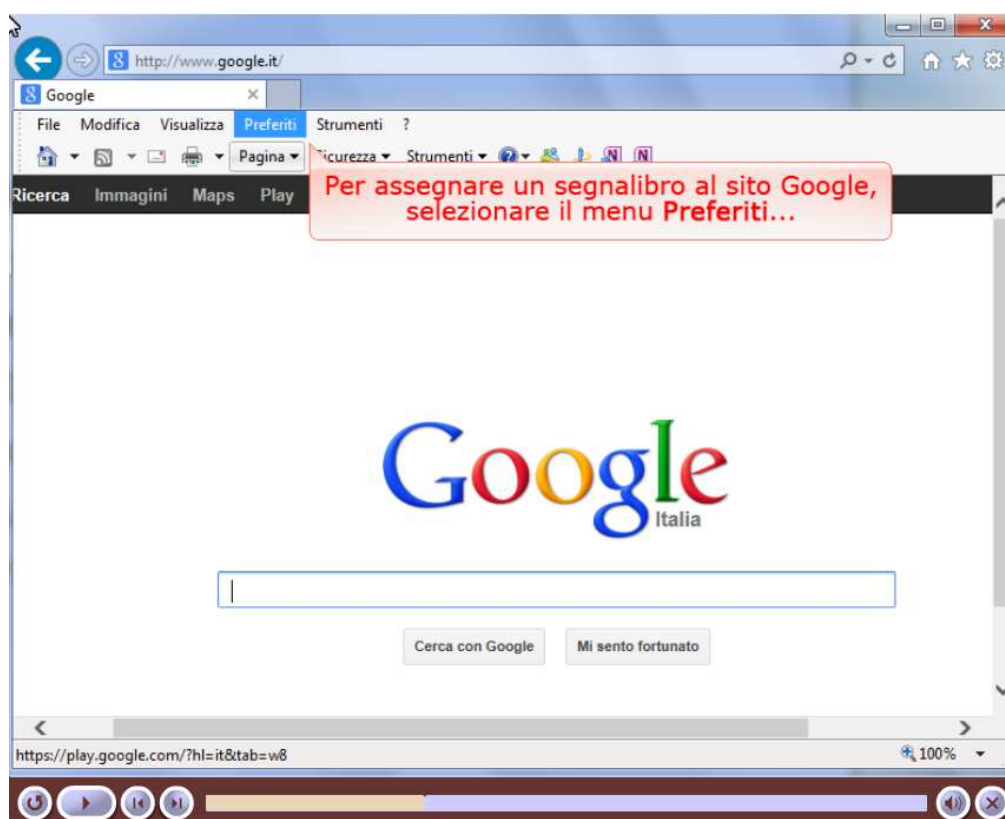 http://www.google.it/
Google
File Modifica Visualizza Preferiti Strumenti ?
Pagina Sicurezza Strumenti
Ricerca Immagini Maps Play
Per assegnare un segnalibro al sito Google,
selezionare il menu Preferiti...
Google
Italia
Cerca con Google Mi sento fortunato
https://play.google.com/?hl=it&tab=w8
100%